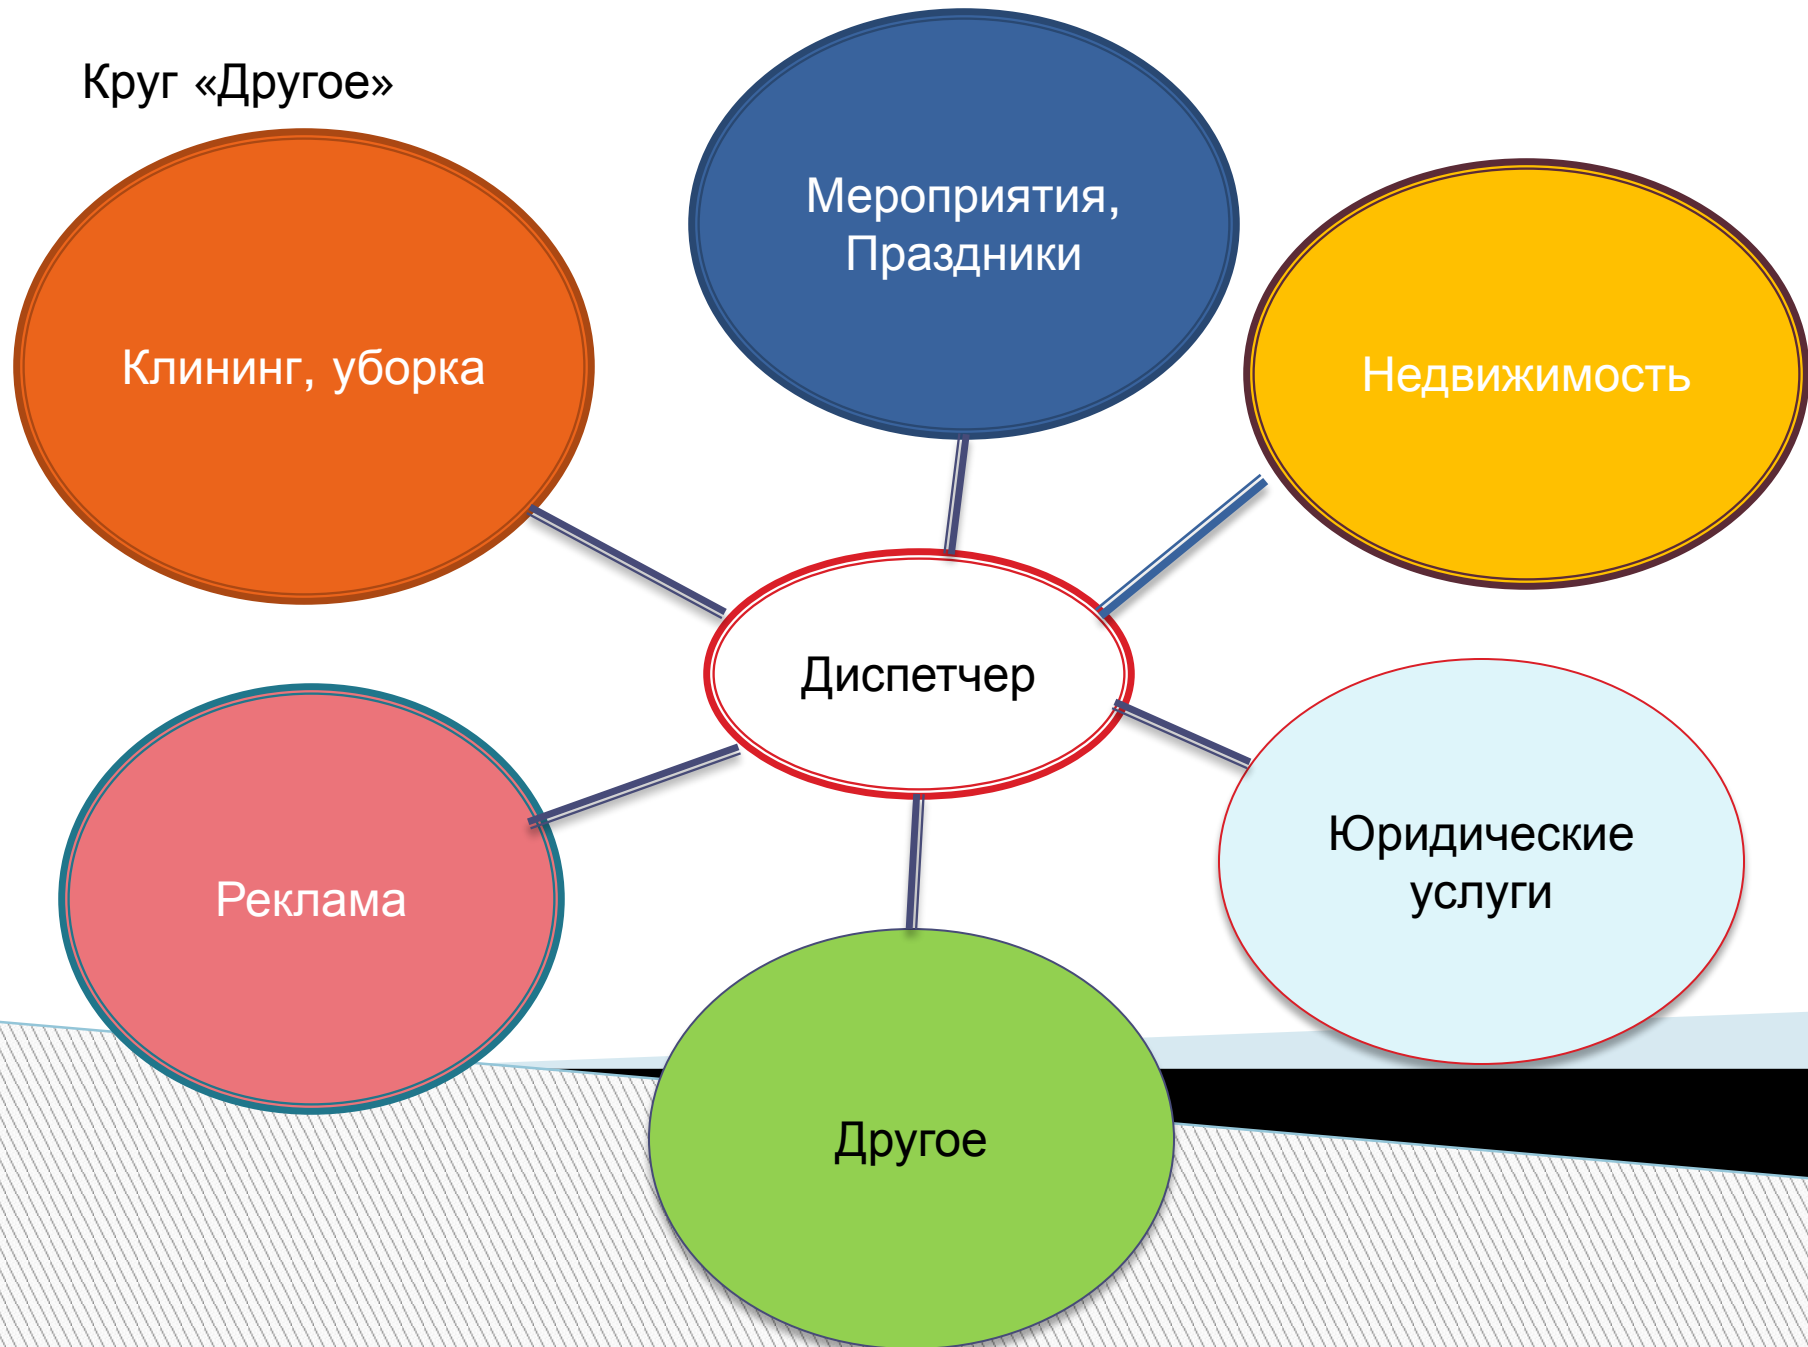 Круг «Другое»
Мероприятия,
Праздники
Клининг, уборка
Недвижимость
Диспетчер
Юридические
услуги
Реклама
Другое